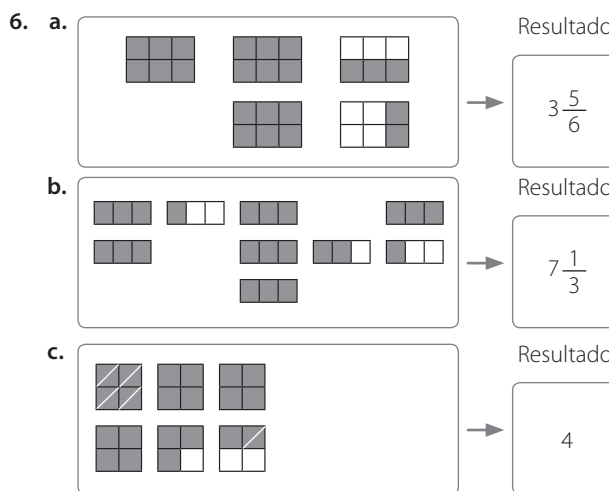 6. a. Resultado
3 5/6
b. Resultado
7 1/3
c. Resultado
4